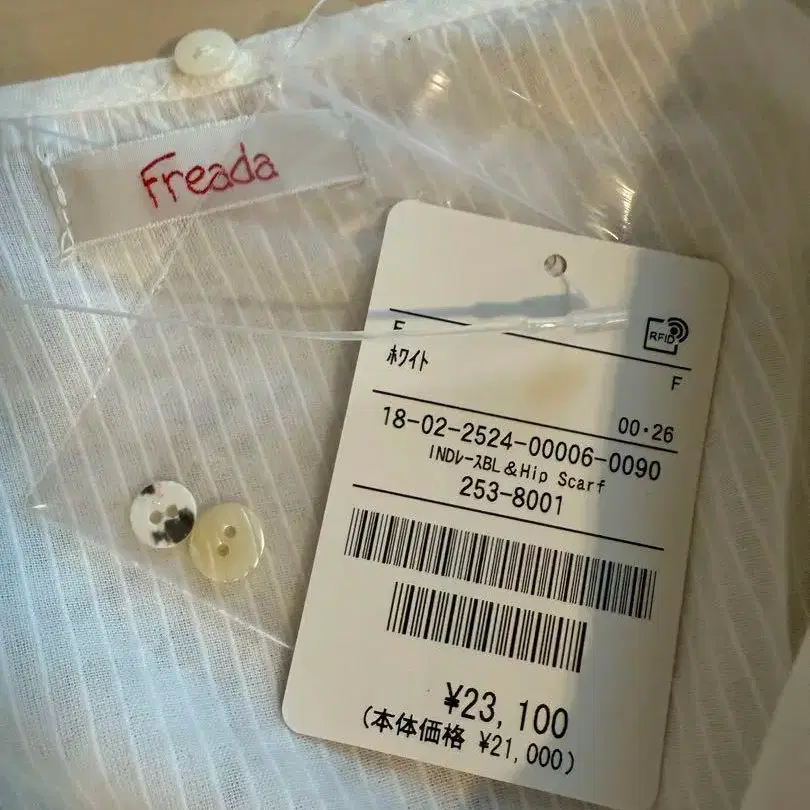 Freada
RFID
F
ホワイト
F
00・26
18-02-2524-00006-0090
INDレースBL&Hip Scarf
253-8001
¥23,100
(本体価格 ¥21,000)